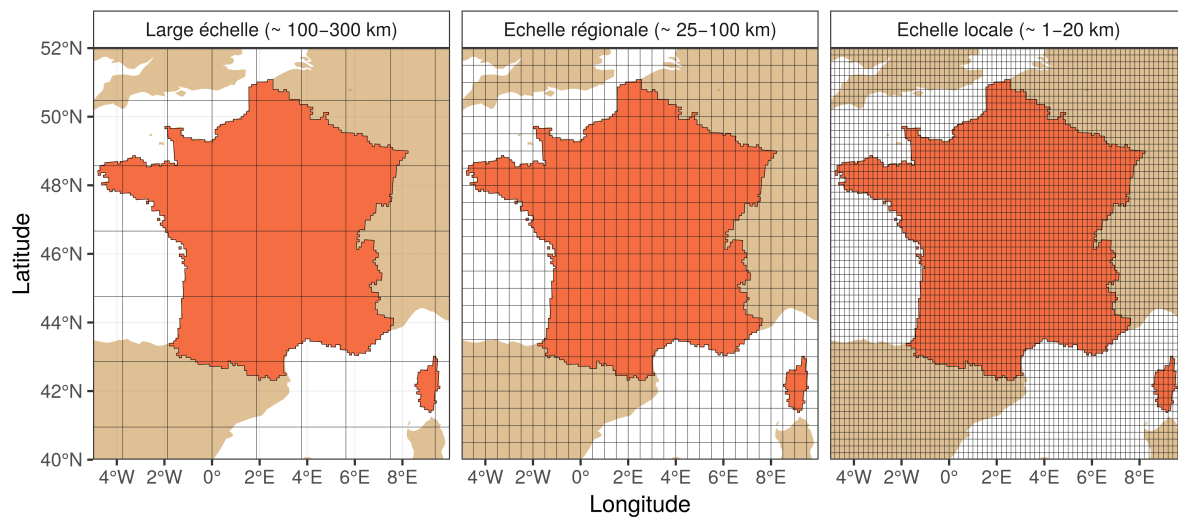 Large échelle (~ 100−300 km)
Echelle régionale (~ 25−100 km)
Echelle locale (~ 1−20 km)
52°N
50°N
48°N
46°N
44°N
42°N
40°N
Latitude
4°W 2°W 0° 2°E 4°E 6°E 8°E
4°W 2°W 0° 2°E 4°E 6°E 8°E
4°W 2°W 0° 2°E 4°E 6°E 8°E
Longitude